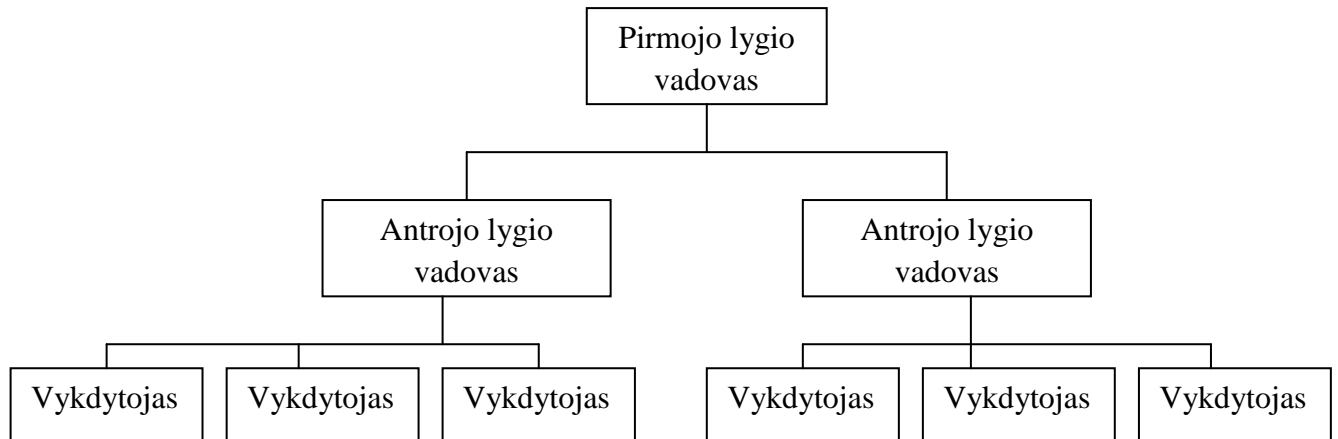 Pirmojo lygio
vadovas
Antrojo lygio
vadovas
Antrojo lygio
vadovas
Vykdytojas
Vykdytojas
Vykdytojas
Vykdytojas
Vykdytojas
Vykdytojas